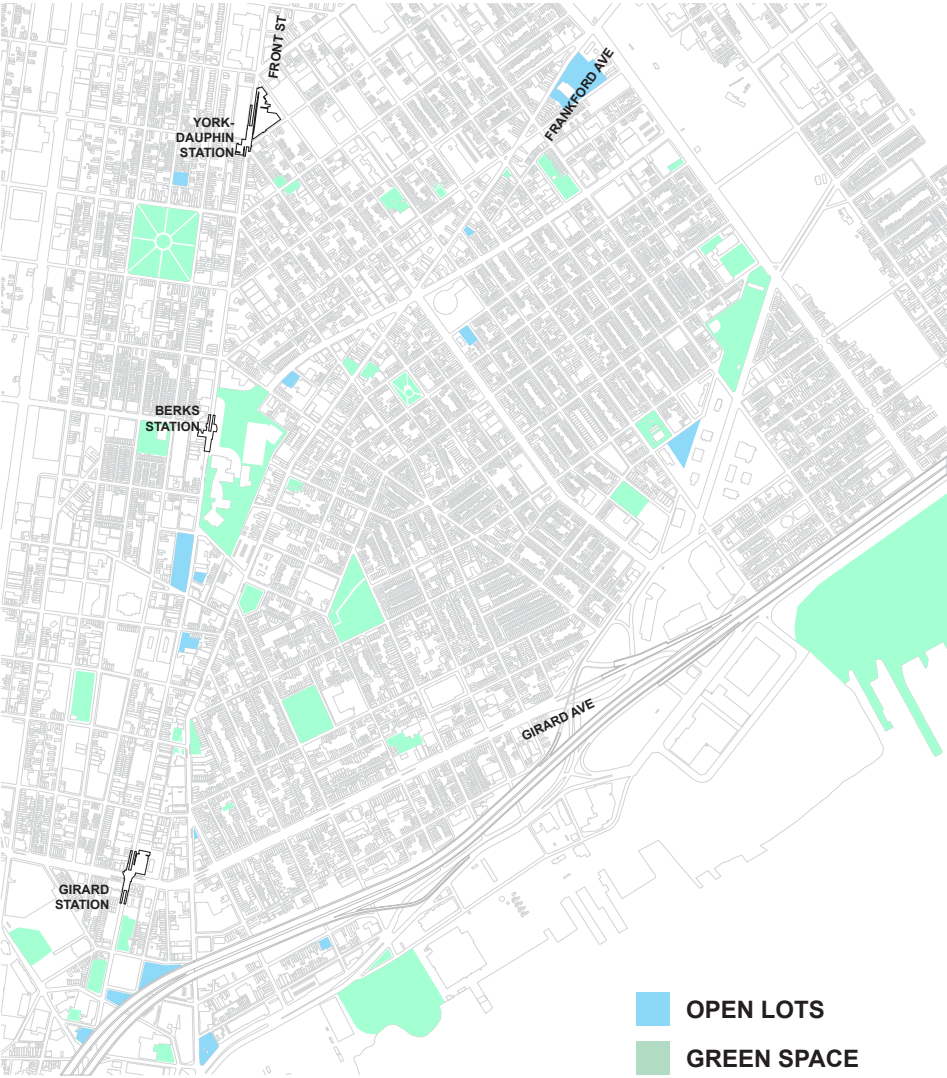 FRONT ST
FRANKFORD AVE
YORK-
DAUPHIN
STATION
BERKS
STATION
GIRARD AVE
GIRARD
STATION
OPEN LOTS
GREEN SPACE